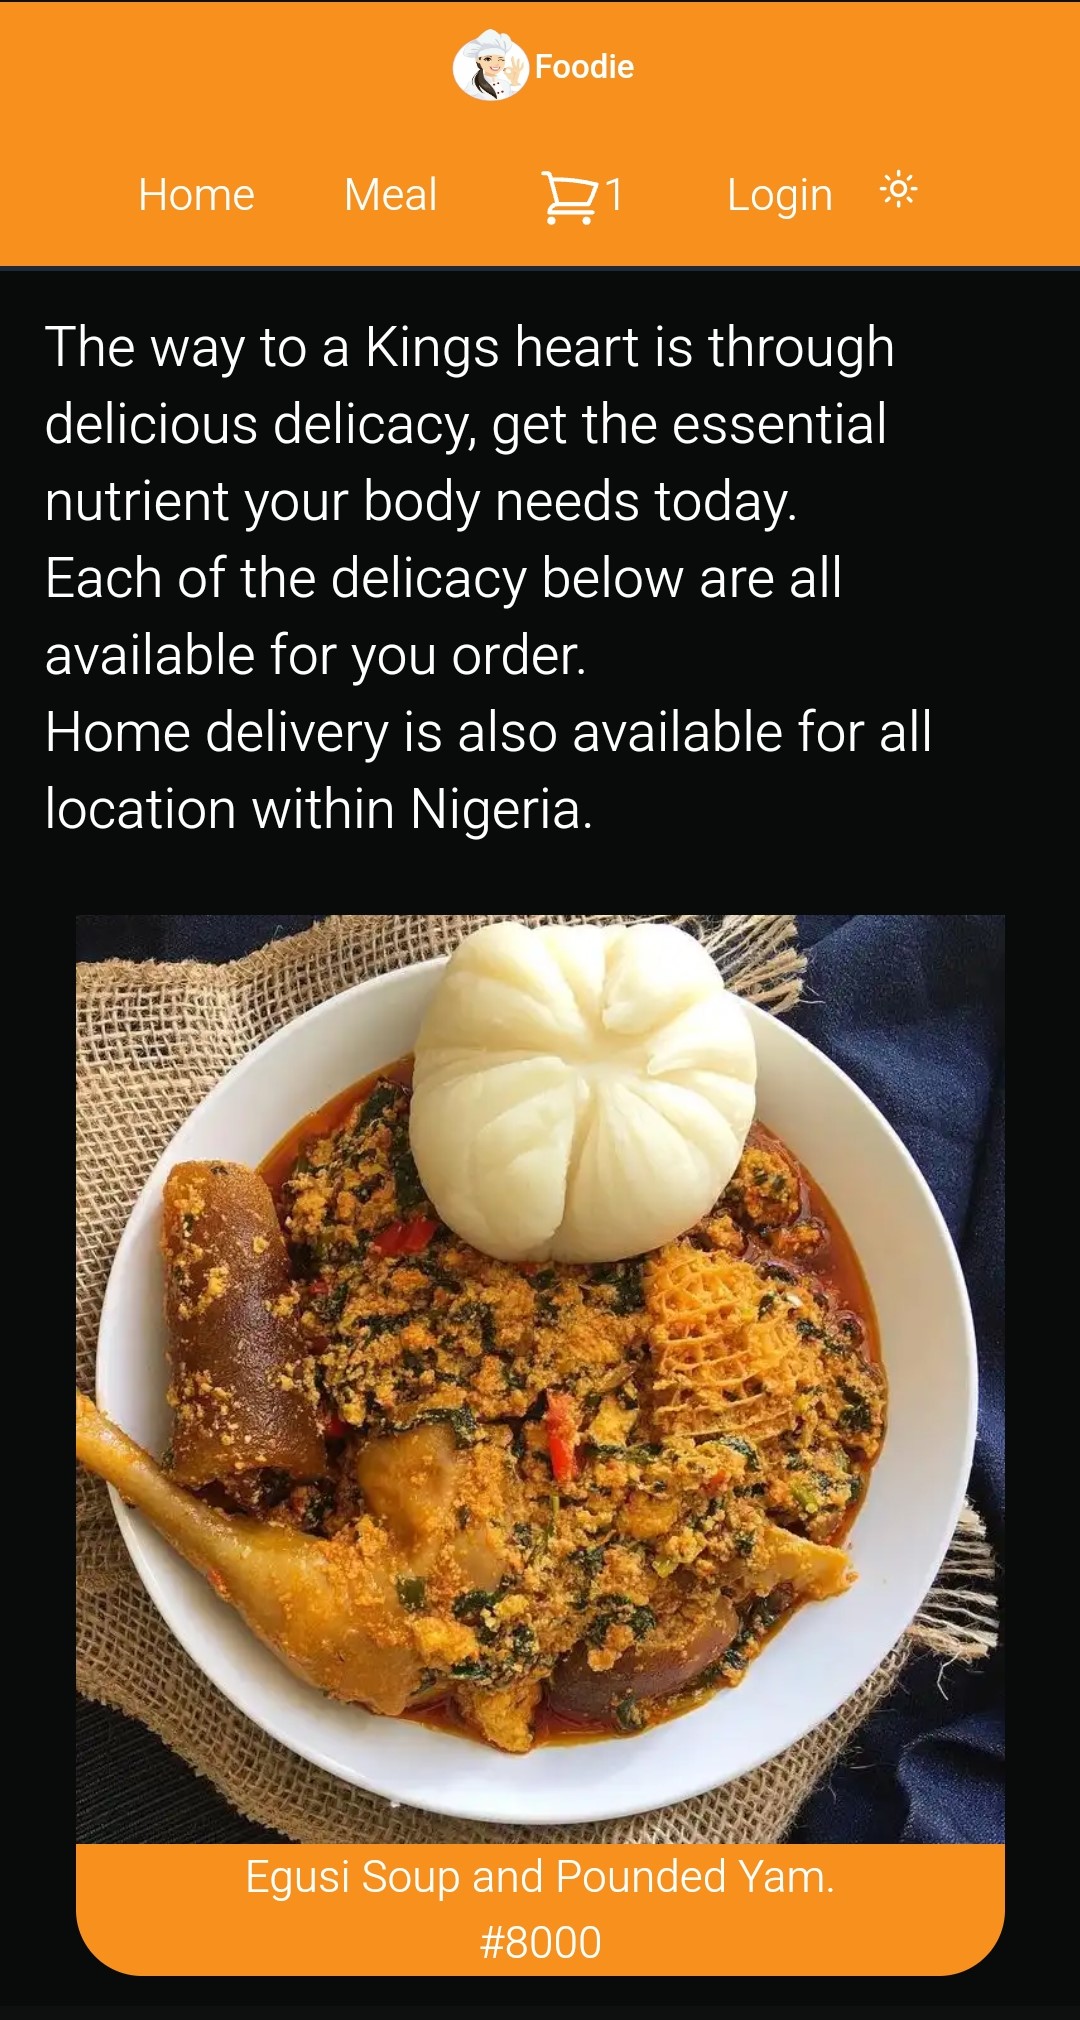 Foodie
Home Meal 1 Login
The way to a Kings heart is through
delicious delicacy, get the essential
nutrient your body needs today.
Each of the delicacy below are all
available for you order.
Home delivery is also available for all
location within Nigeria.
Egusi Soup and Pounded Yam.
#8000